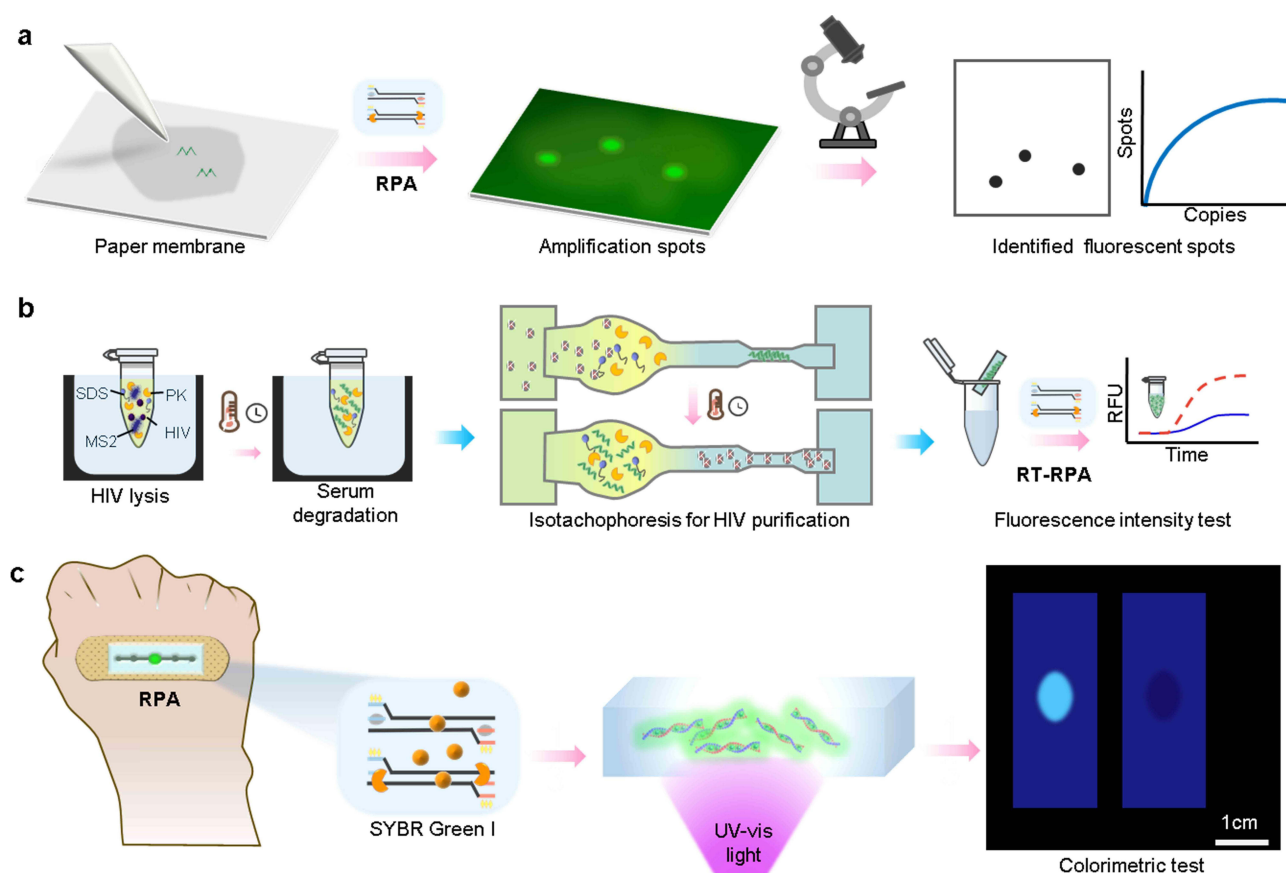 a
RPA
Paper membrane
Amplification spots
Spots
Copies
Identified fluorescent spots
b
SDS
PK
MS2
HIV
HIV lysis
Serum
degradation
Isotachophoresis for HIV purification
RT-RPA
RFU
Time
Fluorescence intensity test
c
RPA
SYBR Green I
UV-vis
light
1cm
Colorimetric test